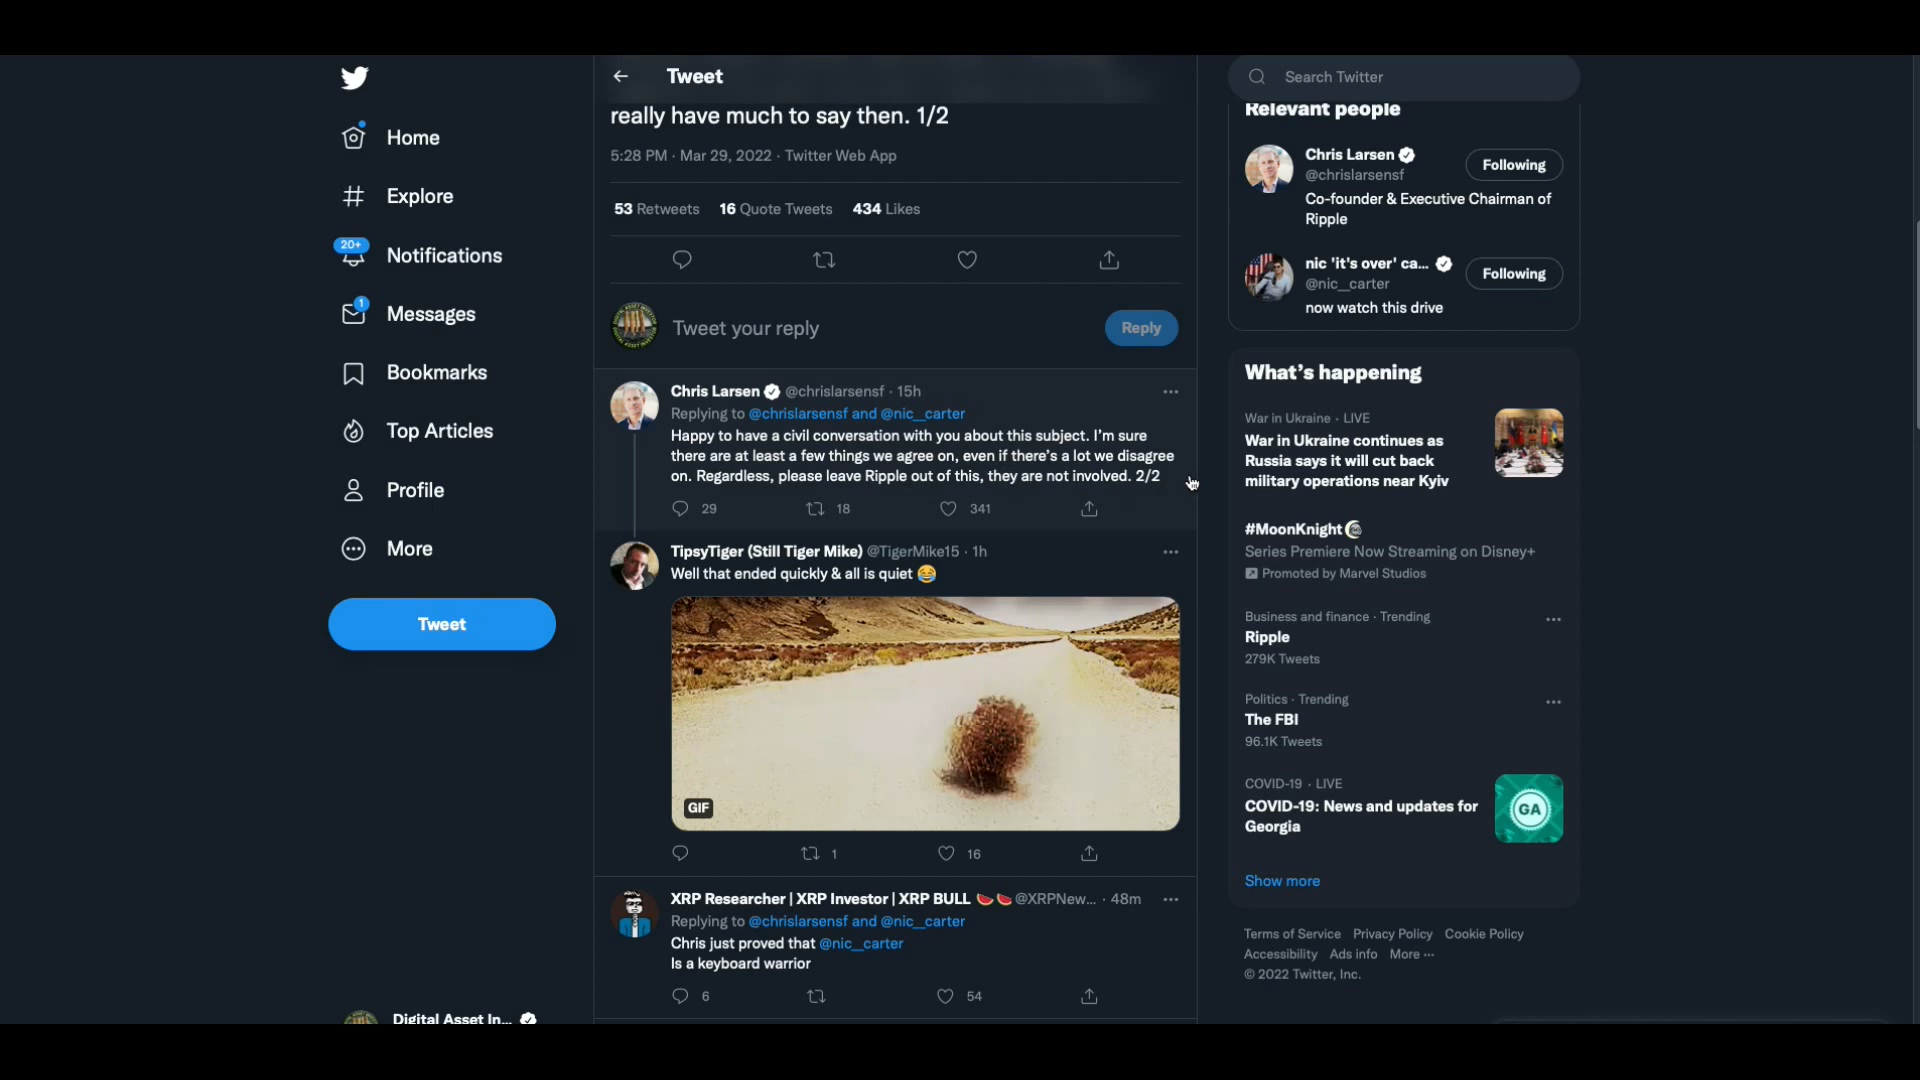 Home
Explore
20+
Notifications
1
Messages
Bookmarks
Top Articles
Profile
More
Tweet
Digital Asset In...
Tweet
really have much to say then. 1/2
5:28 PM · Mar 29, 2022 · Twitter Web App
53 Retweets 16 Quote Tweets 434 Likes
Tweet your reply
Reply
Chris Larsen @chrislarsensf · 15h
Replying to @chrislarsensf and @nic__carter
Happy to have a civil conversation with you about this subject. I'm sure
there are at least a few things we agree on, even if there's a lot we disagree
on. Regardless, please leave Ripple out of this, they are not involved. 2/2
29 18 341
TipsyTiger (Still Tiger Mike) @TigerMike15 · 1h
Well that ended quickly & all is quiet 😂
GIF
1 16
XRP Researcher | XRP Investor | XRP BULL 🍉🍉 @XRPNew... · 48m
Replying to @chrislarsensf and @nic__carter
Chris just proved that @nic__carter
Is a keyboard warrior
6 54
Search Twitter
Relevant people
Chris Larsen
@chrislarsensf
Following
Co-founder & Executive Chairman of
Ripple
nic 'it's over' ca...
@nic__carter
Following
now watch this drive
What's happening
War in Ukraine · LIVE
War in Ukraine continues as
Russia says it will cut back
military operations near Kyiv
#MoonKnight
Series Premiere Now Streaming on Disney+
Promoted by Marvel Studios
Business and finance · Trending
Ripple
279K Tweets
Politics · Trending
The FBI
96.1K Tweets
COVID-19 · LIVE
COVID-19: News and updates for
Georgia
GA
Show more
Terms of Service Privacy Policy Cookie Policy
Accessibility Ads info More ···
© 2022 Twitter, Inc.